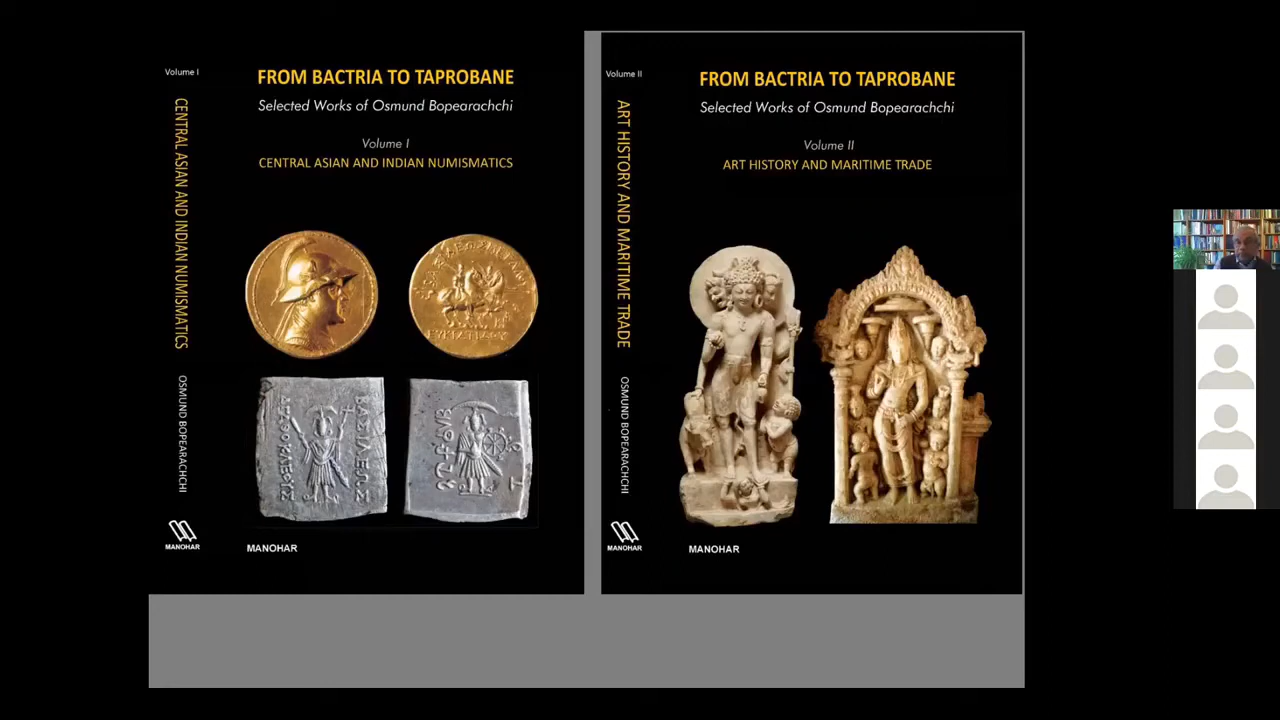 Volume I
CENTRAL ASIAN AND INDIAN NUMISMATICS
OSMUND BOPEARACHCHI
MANOHAR
FROM BACTRIA TO TAPROBANE
Selected Works of Osmund Bopearachchi
Volume I
CENTRAL ASIAN AND INDIAN NUMISMATICS
MANOHAR
Volume II
ART HISTORY AND MARITIME TRADE
OSMUND BOPEARACHCHI
MANOHAR
FROM BACTRIA TO TAPROBANE
Selected Works of Osmund Bopearachchi
Volume II
ART HISTORY AND MARITIME TRADE
MANOHAR